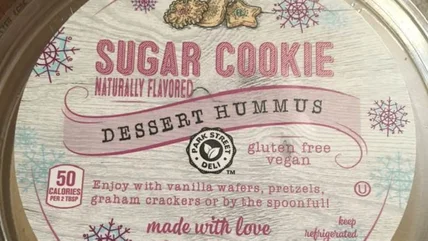 SUGAR COOKIE
NATURALLY FLAVORED
DESSERT HUMMUS
PARK STREET
DELI
TM
gluten free
vegan
50
CALORIES
PER 2 TBSP
Enjoy with vanilla wafers, pretzels,
graham crackers or by the spoonful!
U
made with love
keep
refrigerated